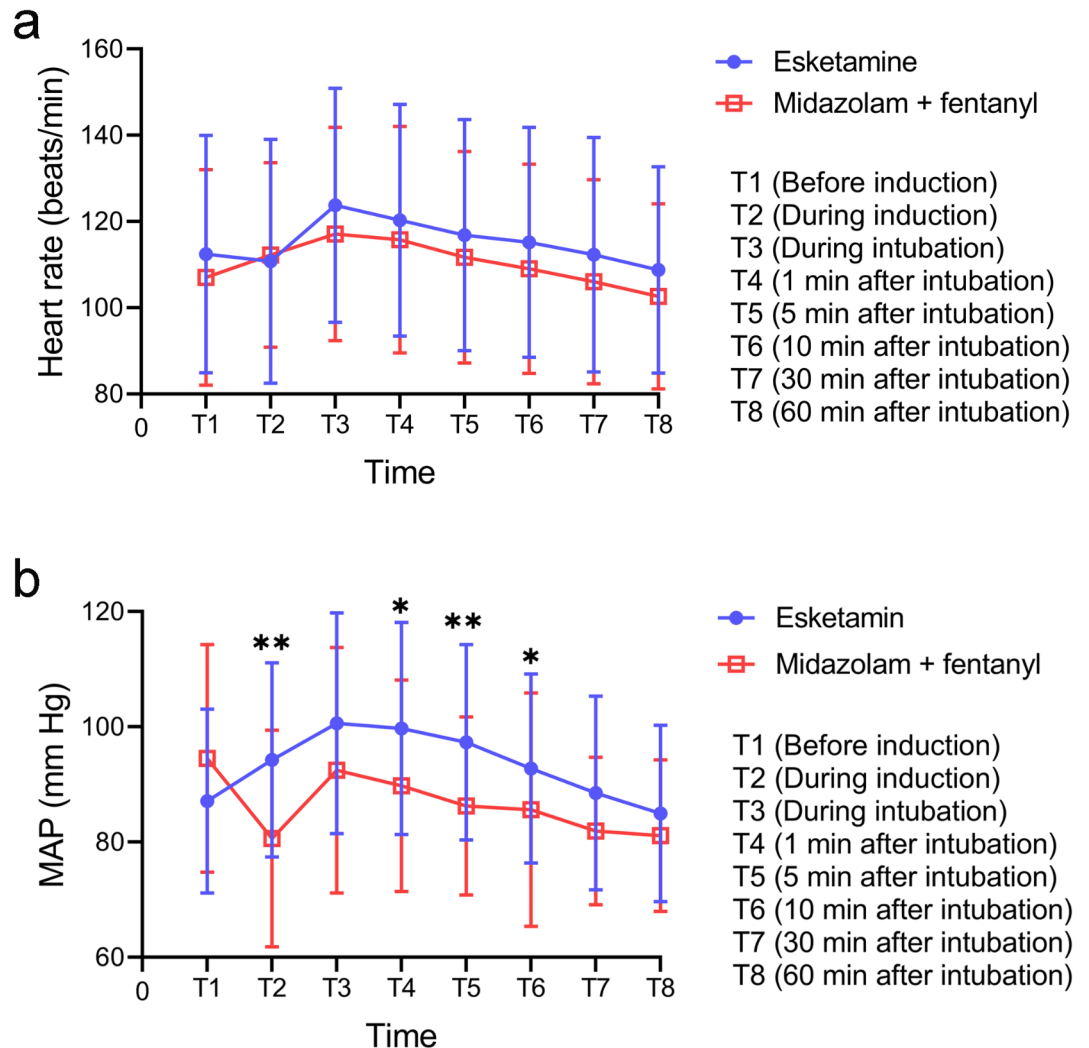 a
160
140
120
100
80
Heart rate (beats/min)
0
T1 T2 T3 T4 T5 T6 T7 T8
Time
Esketamine
Midazolam + fentanyl
T1 (Before induction)
T2 (During induction)
T3 (During intubation)
T4 (1 min after intubation)
T5 (5 min after intubation)
T6 (10 min after intubation)
T7 (30 min after intubation)
T8 (60 min after intubation)
b
120
100
80
60
MAP (mm Hg)
** * ** *
0
T1 T2 T3 T4 T5 T6 T7 T8
Time
Esketamin
Midazolam + fentanyl
T1 (Before induction)
T2 (During induction)
T3 (During intubation)
T4 (1 min after intubation)
T5 (5 min after intubation)
T6 (10 min after intubation)
T7 (30 min after intubation)
T8 (60 min after intubation)